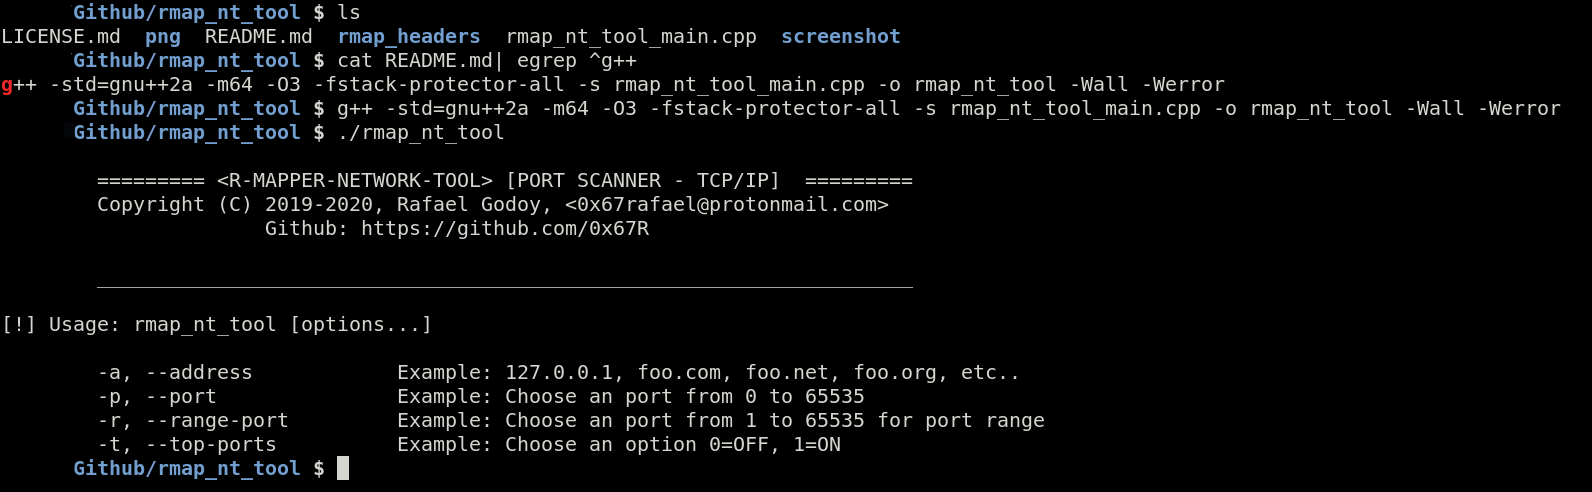 Github/rmap_nt_tool $ ls
LICENSE.md  png  README.md  rmap_headers  rmap_nt_tool_main.cpp  screenshot
Github/rmap_nt_tool $ cat README.md| egrep ^g++
g++ -std=gnu++2a -m64 -O3 -fstack-protector-all -s rmap_nt_tool_main.cpp -o rmap_nt_tool -Wall -Werror
Github/rmap_nt_tool $ g++ -std=gnu++2a -m64 -O3 -fstack-protector-all -s rmap_nt_tool_main.cpp -o rmap_nt_tool -Wall -Werror
Github/rmap_nt_tool $ ./rmap_nt_tool
========= <R-MAPPER-NETWORK-TOOL> [PORT SCANNER - TCP/IP]  =========
Copyright (C) 2019-2020, Rafael Godoy, <0x67rafael@protonmail.com>
Github: https://github.com/0x67R
____________________________________________________________________
[!] Usage: rmap_nt_tool [options...]
-a, --address            Example: 127.0.0.1, foo.com, foo.net, foo.org, etc..
-p, --port               Example: Choose an port from 0 to 65535
-r, --range-port         Example: Choose an port from 1 to 65535 for port range
-t, --top-ports          Example: Choose an option 0=OFF, 1=ON
Github/rmap_nt_tool $